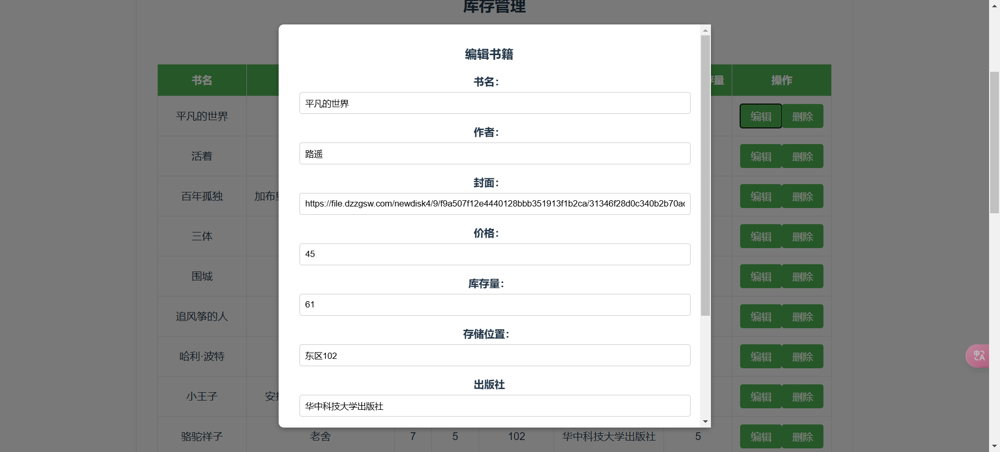 库存管理
编辑书籍
书名：
平凡的世界
作者：
路遥
封面：
https://file.dzzgsw.com/newdisk4/9/f9a507f12e4440128bbb351913f1b2ca/31346f28d0c340b2b70ac
价格：
45
库存量：
61
存储位置：
东区102
出版社
华中科技大学出版社
书名 存量 操作
平凡的世界 编辑 删除
活着 编辑 删除
百年孤独 加布里 编辑 删除
三体 编辑 删除
围城 编辑 删除
追风筝的人 编辑 删除
哈利·波特 编辑 删除
小王子 安 编辑 删除
骆驼祥子 老舍 7 5 102 华中科技大学出版社 5 编辑 删除